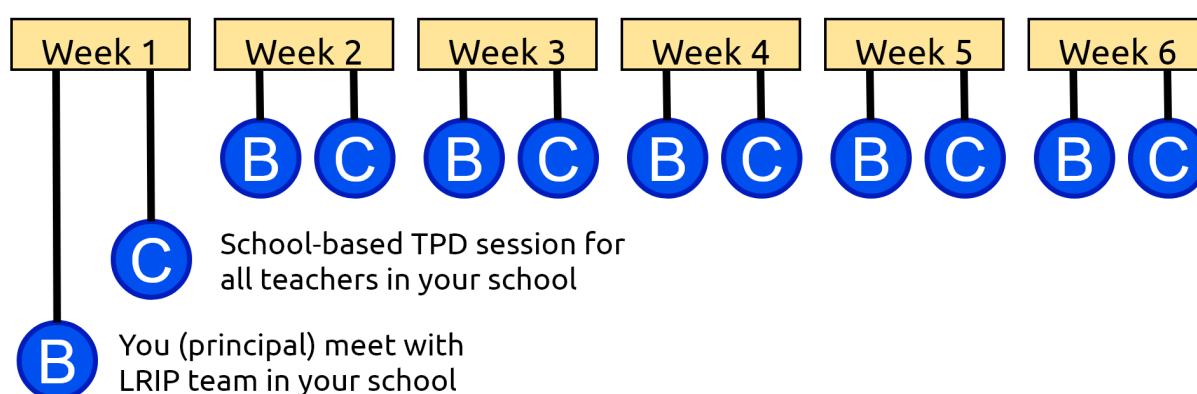 Week 1 Week 2 Week 3 Week 4 Week 5 Week 6
B C B C B C B C B C
C School-based TPD session for
all teachers in your school
B You (principal) meet with
LRIP team in your school